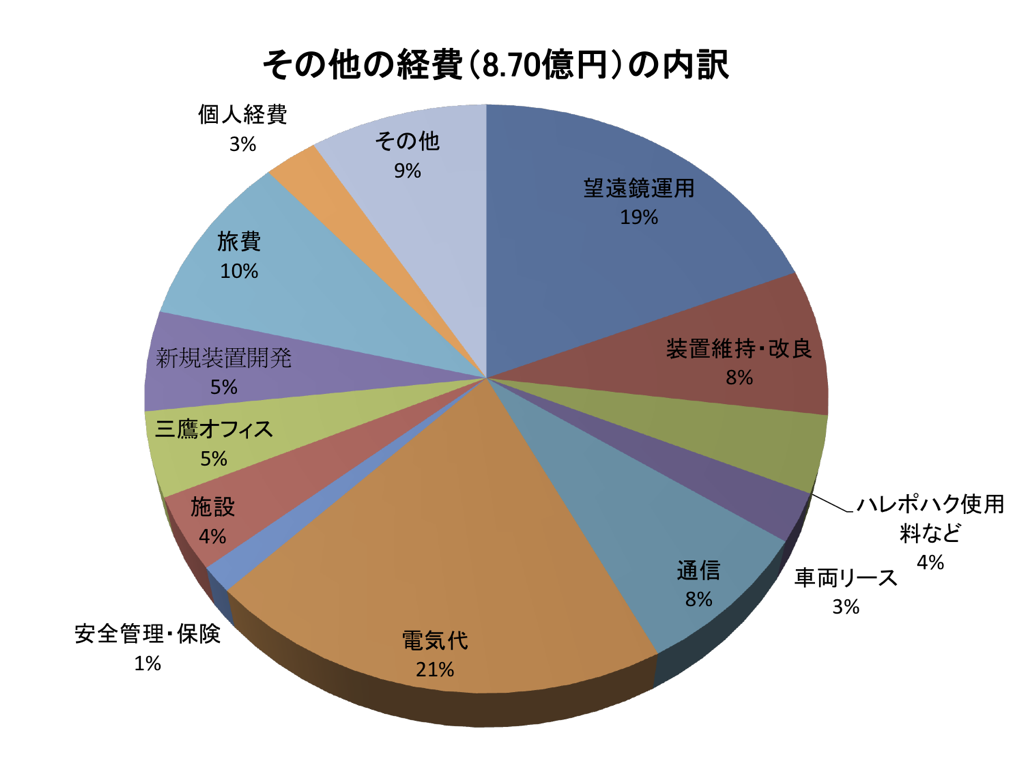 その他の経費（8.70億円）の内訳
望遠鏡運用
19%
装置維持・改良
8%
ハレポハク使用
料など
4%
車両リース
3%
通信
8%
電気代
21%
安全管理・保険
1%
施設
4%
三鷹オフィス
5%
新規装置開発
5%
旅費
10%
個人経費
3%
その他
9%